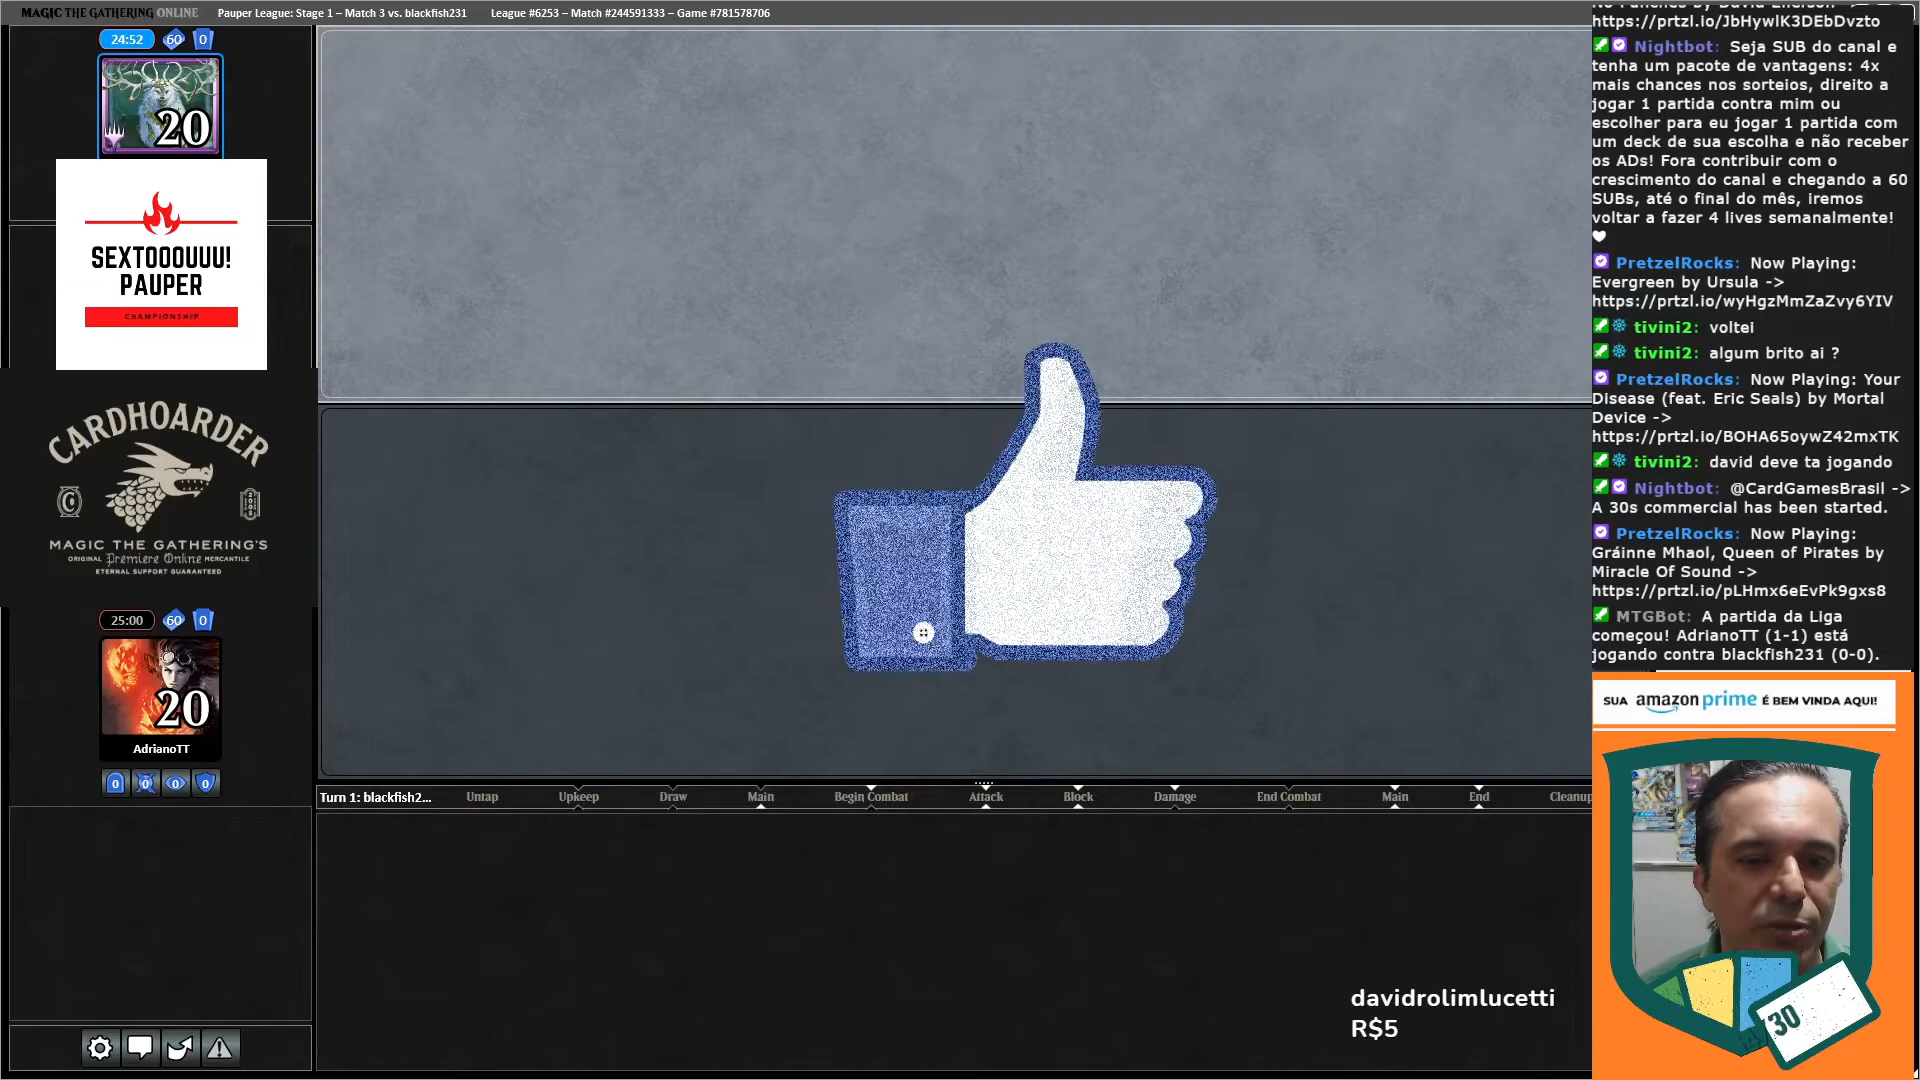 MAGIC THE GATHERING ONLINE
Pauper League: Stage 1 – Match 3 vs. blackfish231
League #6253 – Match #244591333 – Game #781578706
24:52
60
0
20
SEXTOOOUUU!
PAUPER
CHAMPIONSHIP
CARDHOARDER
MAGIC THE GATHERING'S
ORIGINAL Premiere Online MERCANTILE
ETERNAL SUPPORT GUARANTEED
25:00
60
0
20
AdrianoTT
0
0
0
0
Turn 1: blackfish2...
Untap
Upkeep
Draw
Main
Begin Combat
Attack
Block
Damage
End Combat
Main
End
Cleanup
davidrolimlucetti
R$5
https://prtzl.io/JbHywlK3DEbDvzto
Nightbot: Seja SUB do canal e
tenha um pacote de vantagens: 4x
mais chances nos sorteios, direito a
jogar 1 partida contra mim ou
escolher para eu jogar 1 partida com
um deck de sua escolha e não receber
os ADs! Fora contribuir com o
crescimento do canal e chegando a 60
SUBs, até o final do mês, iremos
voltar a fazer 4 lives semanalmente!
PretzelRocks: Now Playing:
Evergreen by Ursula ->
https://prtzl.io/wyHgzMmZaZvy6YIV
tivini2: voltei
tivini2: algum brito ai ?
PretzelRocks: Now Playing: Your
Disease (feat. Eric Seals) by Mortal
Device ->
https://prtzl.io/BOHA65oywZ42mxTK
tivini2: david deve ta jogando
Nightbot: @CardGamesBrasil ->
A 30s commercial has been started.
PretzelRocks: Now Playing:
Gráinne Mhaol, Queen of Pirates by
Miracle Of Sound ->
https://prtzl.io/pLHmx6eEvPk9gxs8
MTGBot: A partida da Liga
começou! AdrianoTT (1-1) está
jogando contra blackfish231 (0-0).
SUA amazon prime É BEM VINDA AQUI!
30